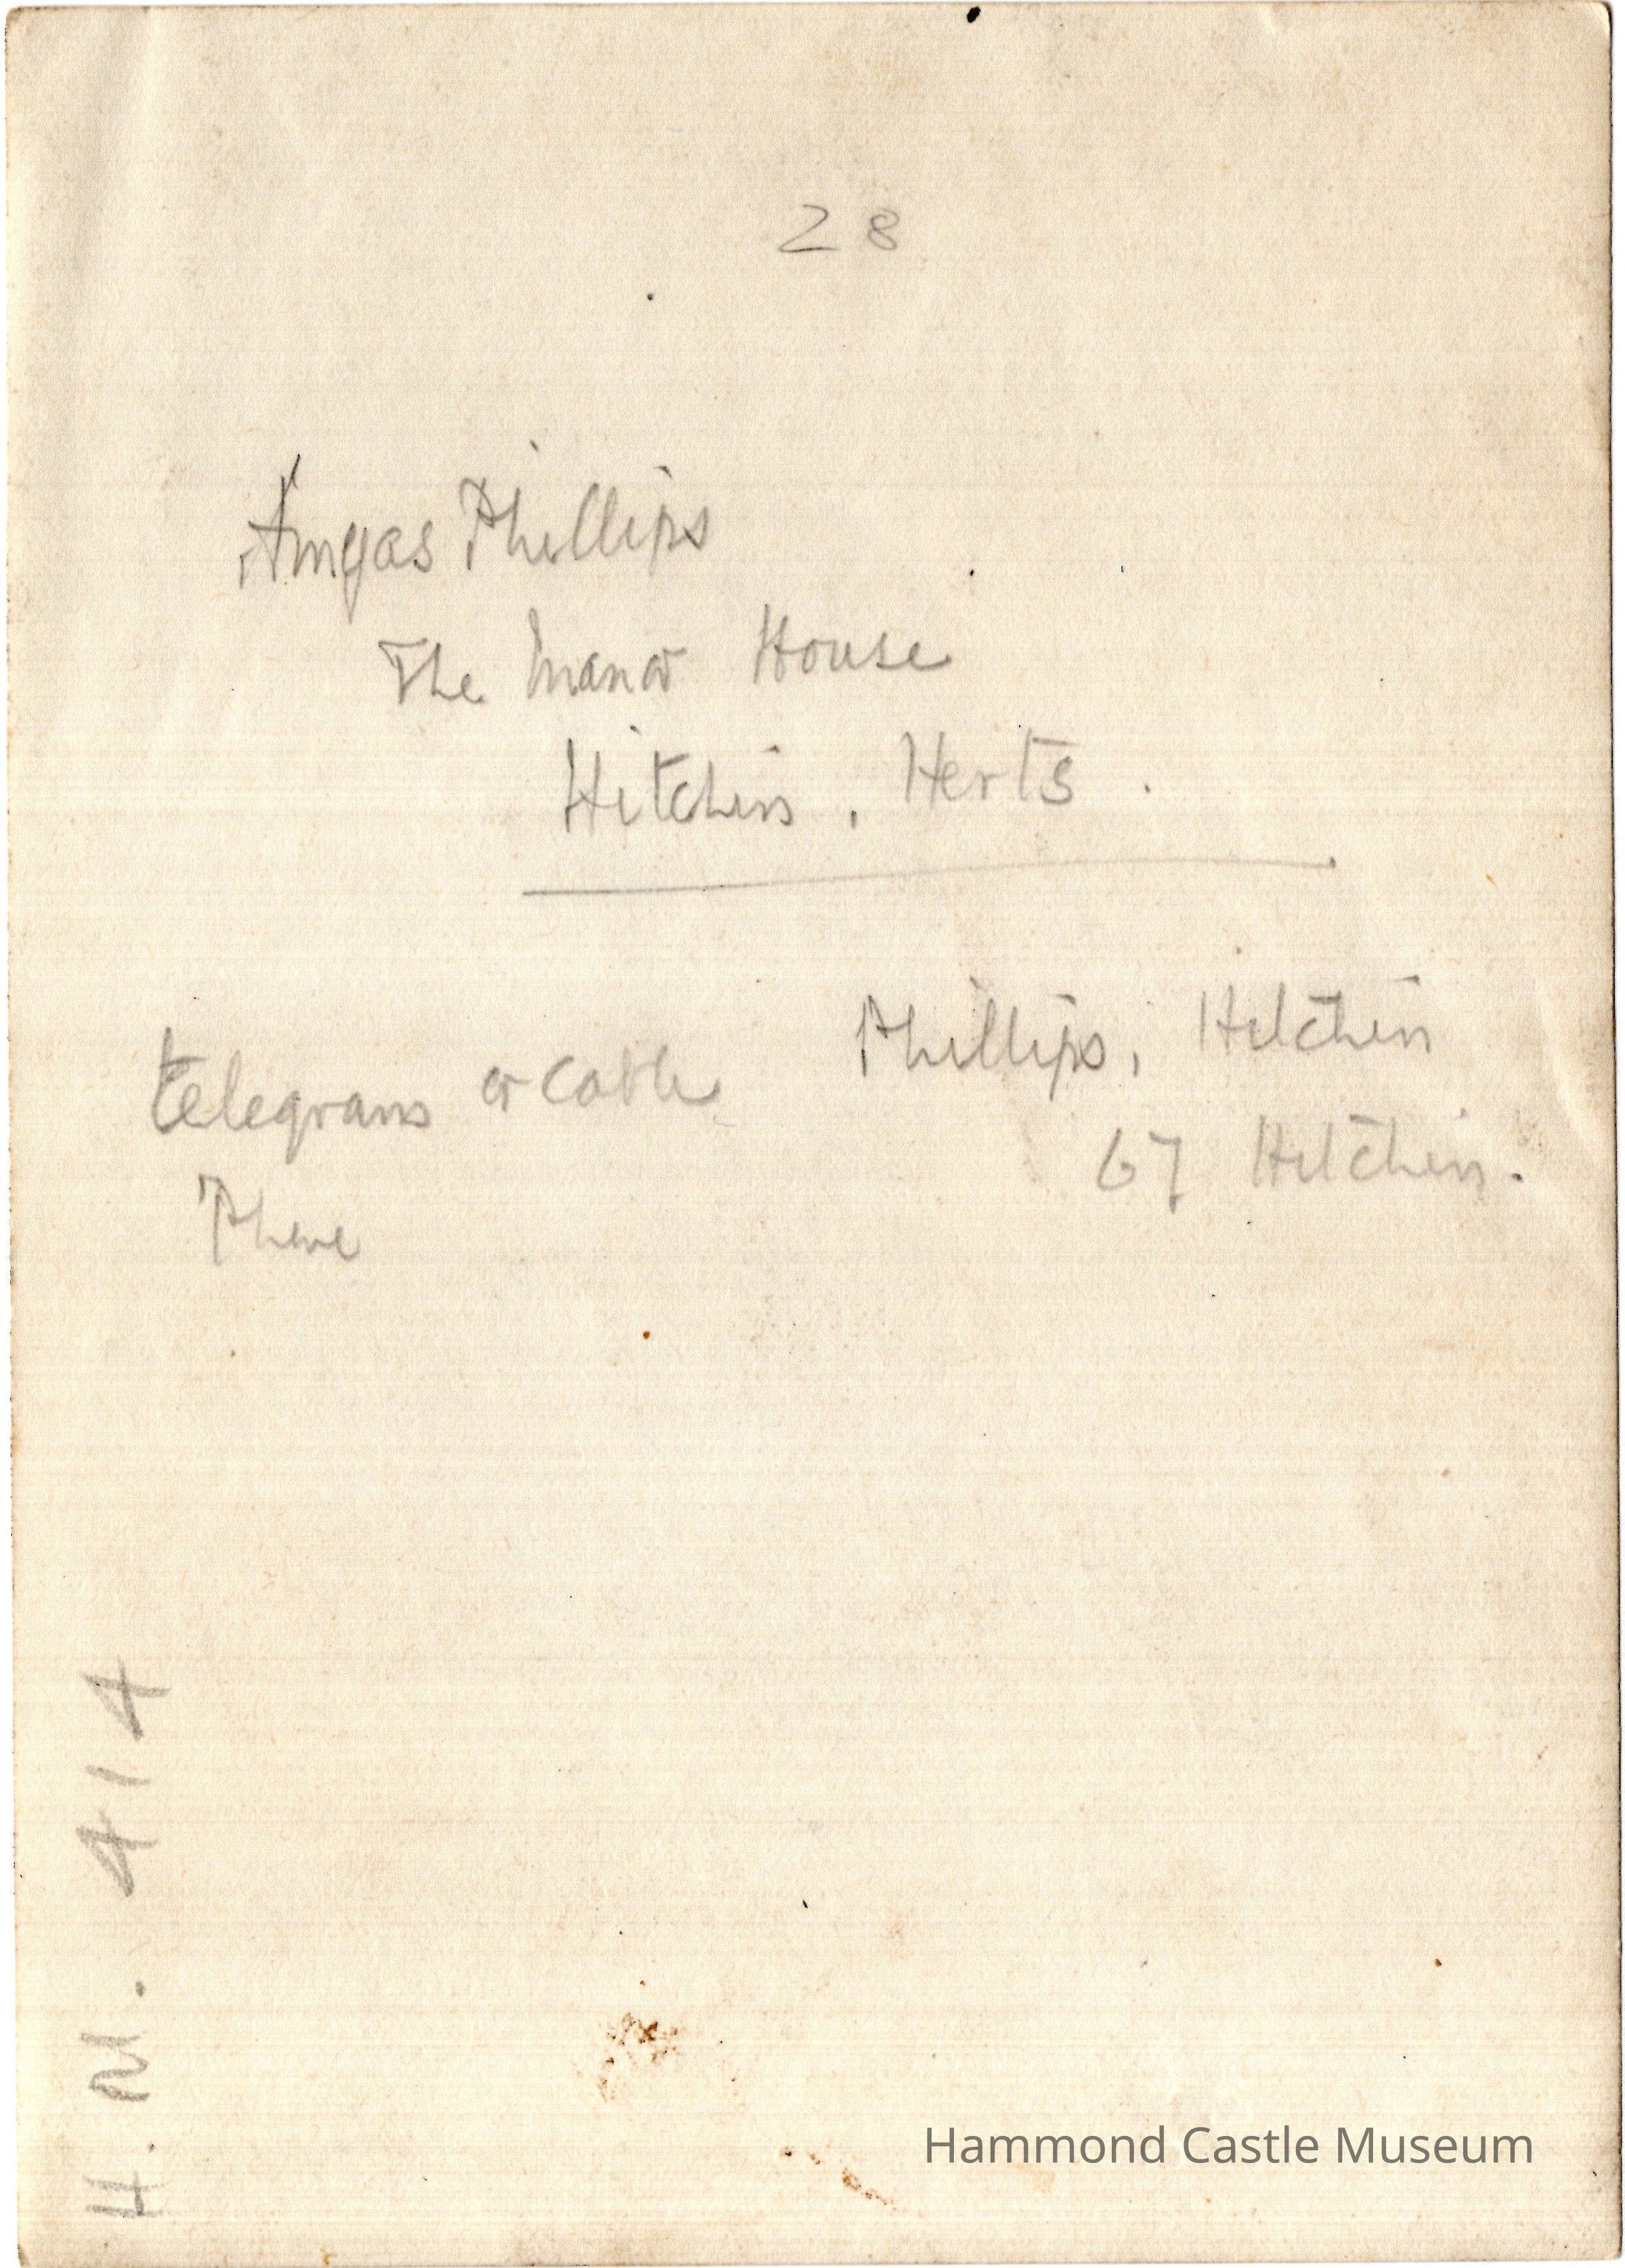 28
Amyas Phillips
The Manor House
Hitchin, Herts.
telegrams or Cable Phillips, Hitchin
Phone 67 Hitchin.
H.M. 414
Hammond Castle Museum